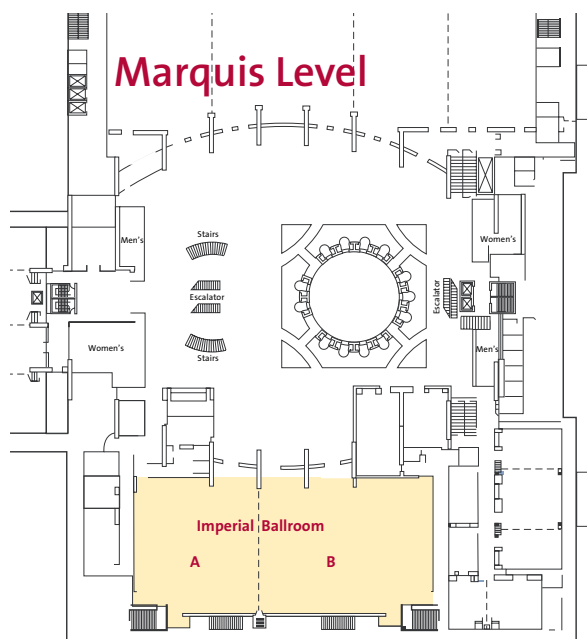 Marquis Level
Stairs
Men's
Women's
Escalator
Escalator
Women's
Men's
Stairs
Imperial Ballroom
A
B